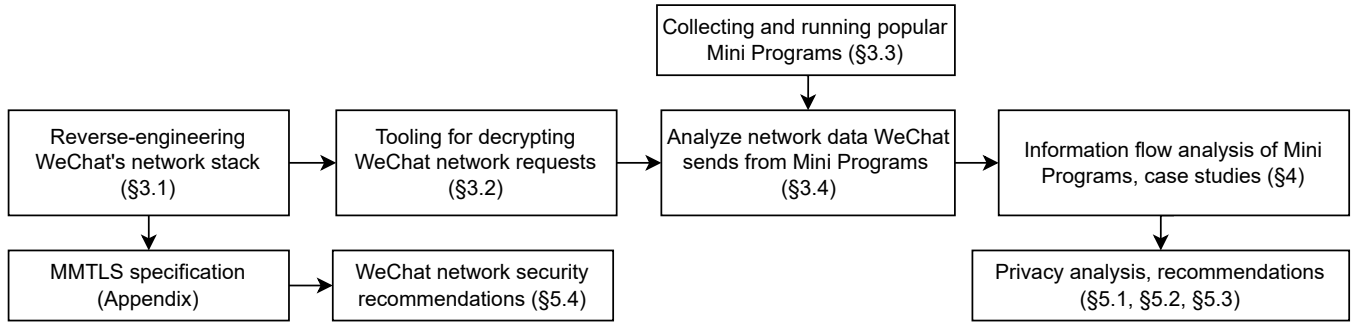 Collecting and running popular
Mini Programs (§3.3)
Reverse-engineering
WeChat's network stack
(§3.1)
Tooling for decrypting
WeChat network requests
(§3.2)
Analyze network data WeChat
sends from Mini Programs
(§3.4)
Information flow analysis of Mini
Programs, case studies (§4)
MMTLS specification
(Appendix)
WeChat network security
recommendations (§5.4)
Privacy analysis, recommendations
(§5.1, §5.2, §5.3)